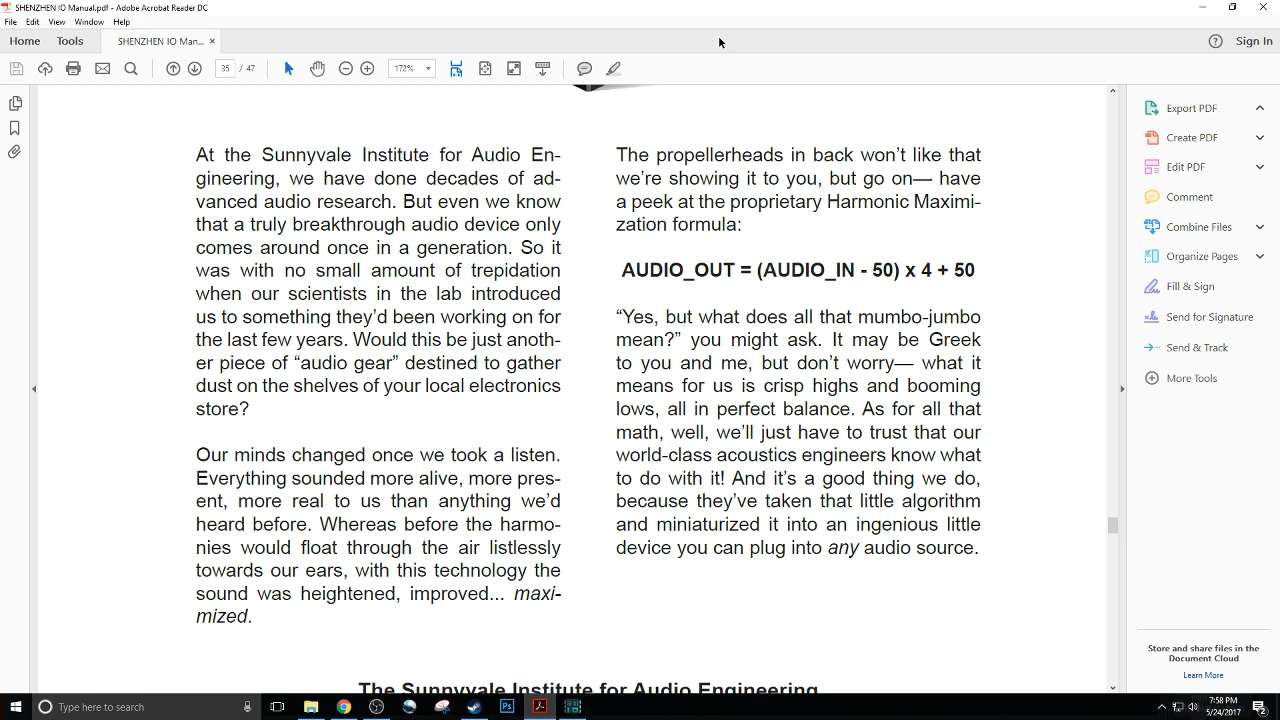 SHENZHEN IO Manual.pdf - Adobe Acrobat Reader DC
File Edit View Window Help
Home Tools SHENZHEN IO Man... × Sign In
35 / 47 172%
At the Sunnyvale Institute for Audio En-
gineering, we have done decades of ad-
vanced audio research. But even we know
that a truly breakthrough audio device only
comes around once in a generation. So it
was with no small amount of trepidation
when our scientists in the lab introduced
us to something they'd been working on for
the last few years. Would this be just anoth-
er piece of “audio gear” destined to gather
dust on the shelves of your local electronics
store?
Our minds changed once we took a listen.
Everything sounded more alive, more pres-
ent, more real to us than anything we'd
heard before. Whereas before the harmo-
nies would float through the air listlessly
towards our ears, with this technology the
sound was heightened, improved... maxi-
mized.
The propellerheads in back won't like that
we're showing it to you, but go on— have
a peek at the proprietary Harmonic Maximi-
zation formula:
AUDIO_OUT = (AUDIO_IN - 50) x 4 + 50
“Yes, but what does all that mumbo-jumbo
mean?” you might ask. It may be Greek
to you and me, but don't worry— what it
means for us is crisp highs and booming
lows, all in perfect balance. As for all that
math, well, we'll just have to trust that our
world-class acoustics engineers know what
to do with it! And it's a good thing we do,
because they've taken that little algorithm
and miniaturized it into an ingenious little
device you can plug into any audio source.
The Sunnyvale Institute for Audio Engineering
Export PDF
Create PDF
Edit PDF
Comment
Combine Files
Organize Pages
Fill & Sign
Send for Signature
Send & Track
More Tools
Store and share files in the
Document Cloud
Learn More
Type here to search
7:58 PM
5/24/2017
2